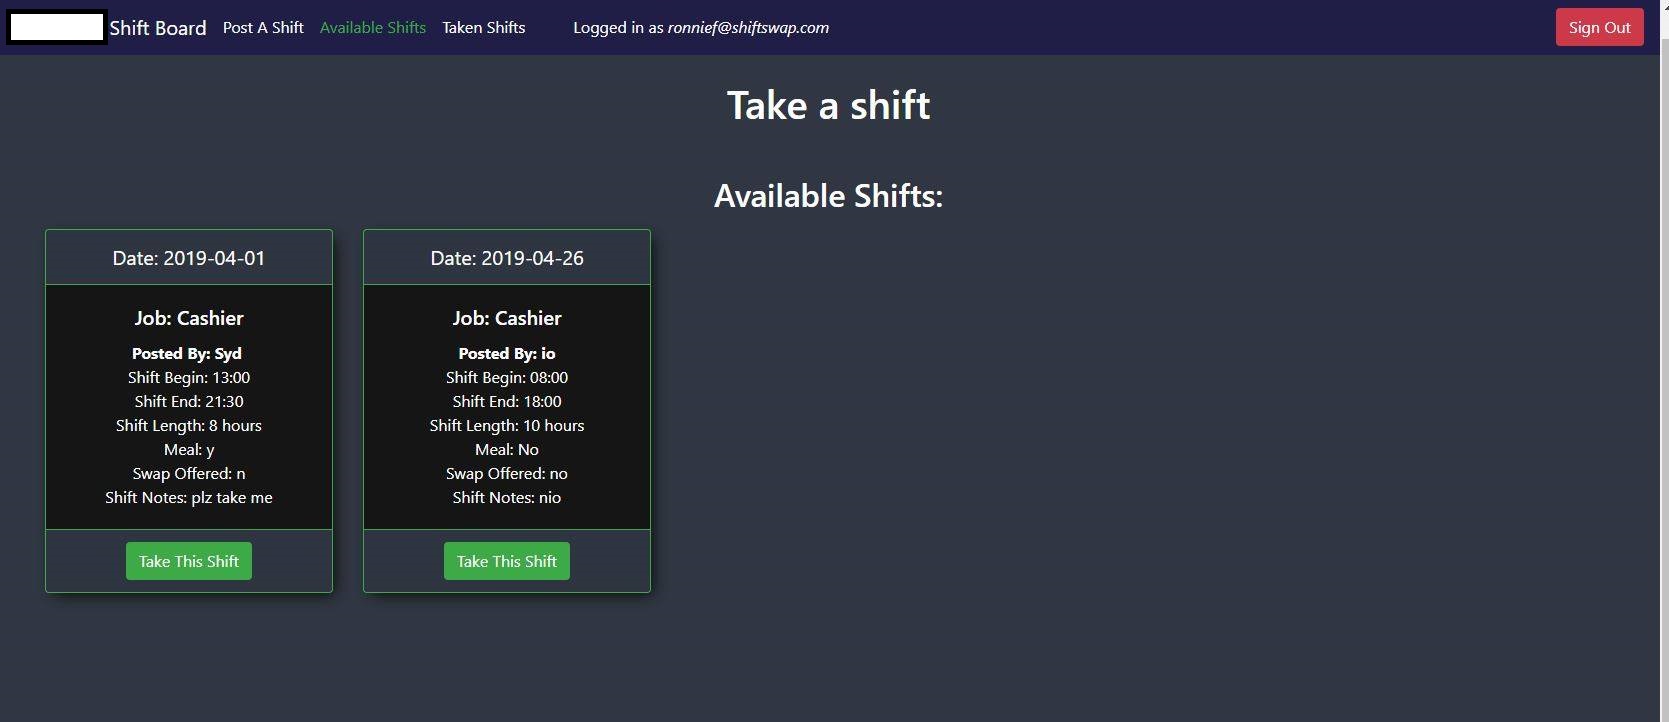 Shift Board Post A Shift Available Shifts Taken Shifts Logged in as ronnief@shiftswap.com Sign Out
Take a shift
Available Shifts:
Date: 2019-04-01
Job: Cashier
Posted By: Syd
Shift Begin: 13:00
Shift End: 21:30
Shift Length: 8 hours
Meal: y
Swap Offered: n
Shift Notes: plz take me
Take This Shift
Date: 2019-04-26
Job: Cashier
Posted By: io
Shift Begin: 08:00
Shift End: 18:00
Shift Length: 10 hours
Meal: No
Swap Offered: no
Shift Notes: nio
Take This Shift